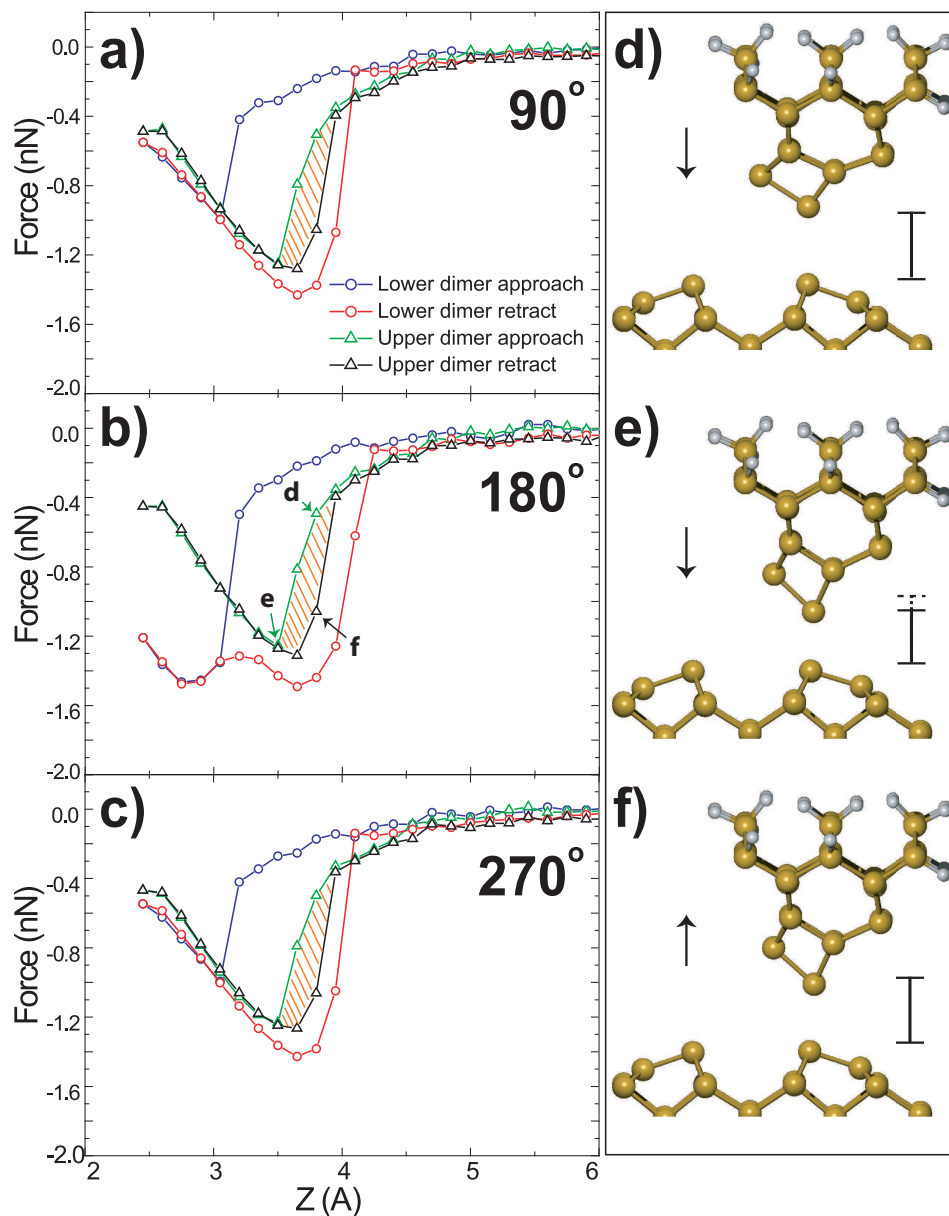 a)
90°
Force (nN)
0.0
-0.4
-0.8
-1.2
-1.6
-2.0
Lower dimer approach
Lower dimer retract
Upper dimer approach
Upper dimer retract
b)
180°
Force (nN)
0.0
-0.4
-0.8
-1.2
-1.6
-2.0
d
e
f
c)
270°
Force (nN)
0.0
-0.4
-0.8
-1.2
-1.6
-2.0
2
3
4
5
6
Z (A)
d)
e)
f)